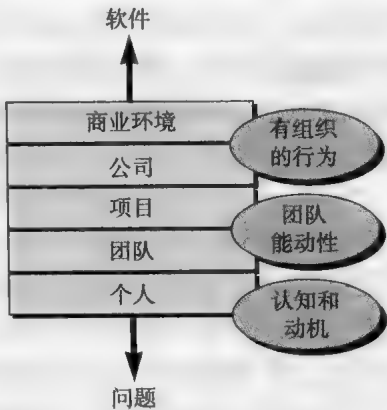 软件
商业环境
有组织
的行为
公司
项目
团队
能动性
团队
个人
认知和
动机
问题